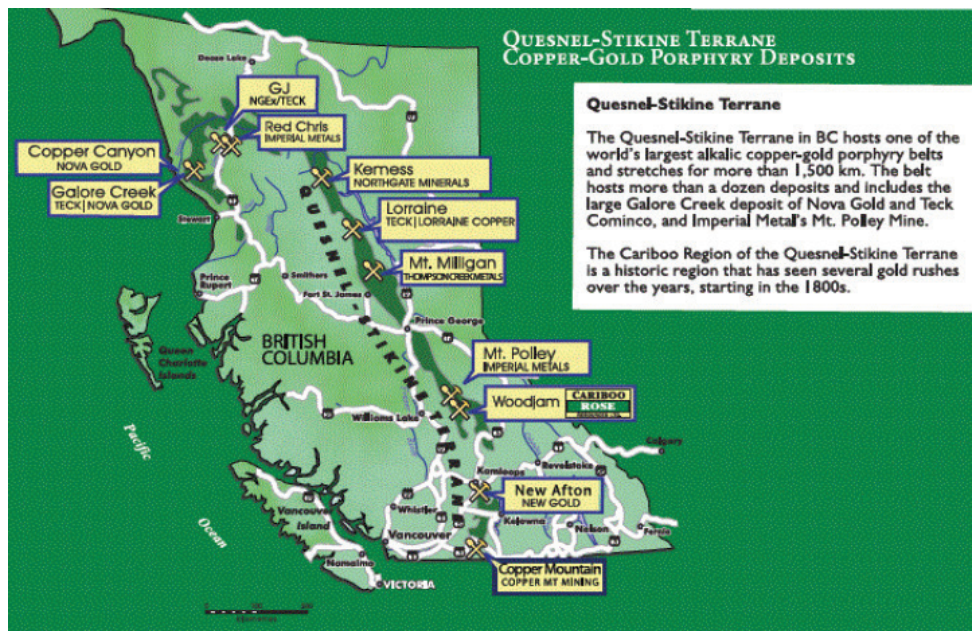 QUESNEL-STIKINE TERRANE
COPPER-GOLD PORPHYRY DEPOSITS
Quesnel-Stikine Terrane
The Quesnel-Stikine Terrane in BC hosts one of the
world's largest alkalic copper-gold porphyry belts
and stretches for more than 1,500 km. The belt
hosts more than a dozen deposits and includes the
large Galore Creek deposit of Nova Gold and Teck
Cominco, and Imperial Metal's Mt. Polley Mine.
The Cariboo Region of the Quesnel-Stikine Terrane
is a historic region that has seen several gold rushes
over the years, starting in the 1800s.
Dease Lake
GJ
NGEx/TECK
Red Chris
IMPERIAL METALS
Copper Canyon
NOVA GOLD
Galore Creek
TECK|NOVA GOLD
Kemess
NORTHGATE MINERALS
Lorraine
TECK|LORRAINE COPPER
Mt. Milligan
THOMPSON CREEK METALS
Stewart
Prince
Rupert
Smithers
Fort St. James
Prince George
QUESNEL-STIKINE TERRANE
BRITISH
COLUMBIA
Queen
Charlotte
Islands
Mt. Polley
IMPERIAL METALS
Woodjam
CARIBOO
ROSE
Williams Lake
Pacific
Ocean
Calgary
Kamloops
Revelstoke
New Afton
NEW GOLD
Whistler
Vancouver
Island
Vancouver
Kelowna
Nelson
Fernie
Nanaimo
VICTORIA
Copper Mountain
COPPER MT MINING